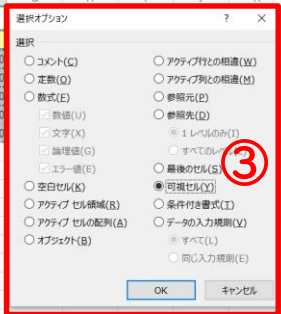 選択オプション ? ×
選択
コメント(C)
定数(O)
数式(F)
数値(U)
文字(X)
論理値(G)
エラー値(E)
空白セル(K)
アクティブ セル領域(R)
アクティブ セルの配列(A)
オブジェクト(B)
アクティブ行との相違(W)
アクティブ列との相違(M)
参照元(P)
参照先(D)
1 レベルのみ(I)
すべてのレベル
最後のセル(S)
可視セル(Y)
条件付き書式(T)
データの入力規則(V)
すべて(L)
同じ入力規則(E)
③
OK キャンセル